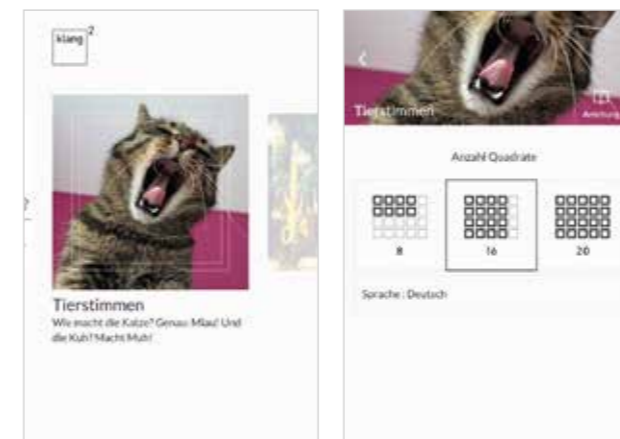 klang 2
Tierstimmen
Wie macht die Katze? Genau: Miau! Und
die Kuh? Macht Muh!
Tierstimmen
Anleitung
Anzahl Quadrate
8
16
20
Sprache : Deutsch